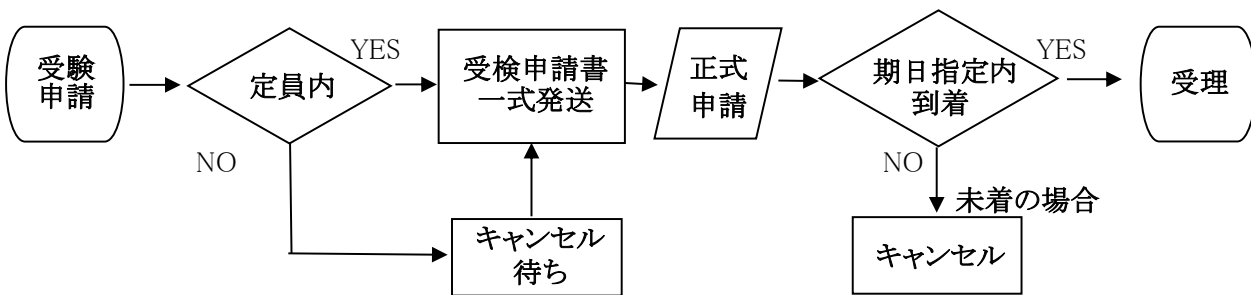 受験
申請
定員内
YES
NO
受検申請書
一式発送
キャンセル
待ち
正式
申請
期日指定内
到着
YES
NO
未着の場合
キャンセル
受理